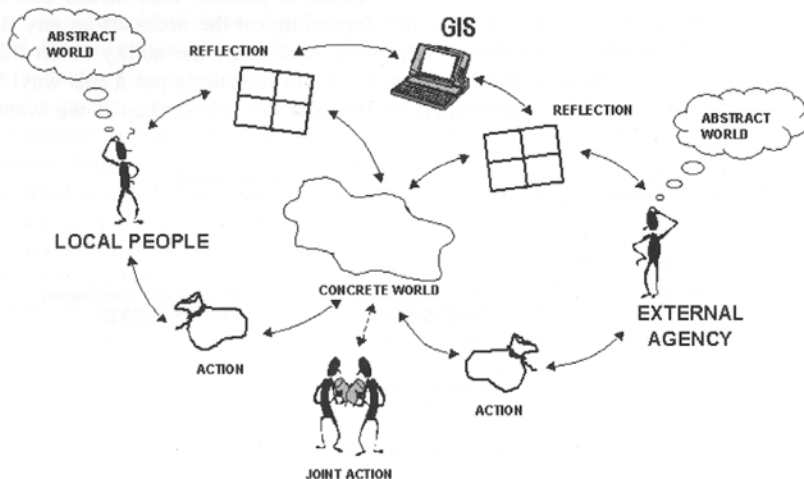 ABSTRACT
WORLD
GIS
REFLECTION
REFLECTION
ABSTRACT
WORLD
LOCAL PEOPLE
CONCRETE WORLD
EXTERNAL
AGENCY
ACTION
ACTION
JOINT ACTION